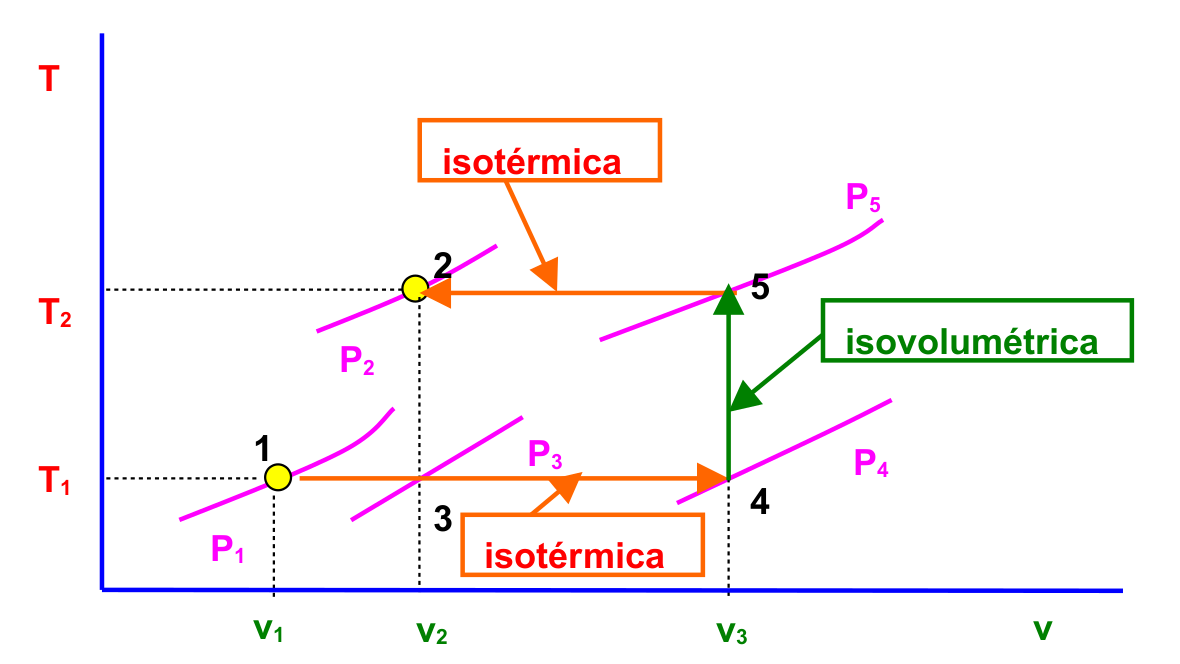 T
isotérmica
P₅
2
5
T₂
isovolumétrica
P₂
1
P₃
P₄
T₁
4
3
P₁
isotérmica
v₁
v₂
v₃
v